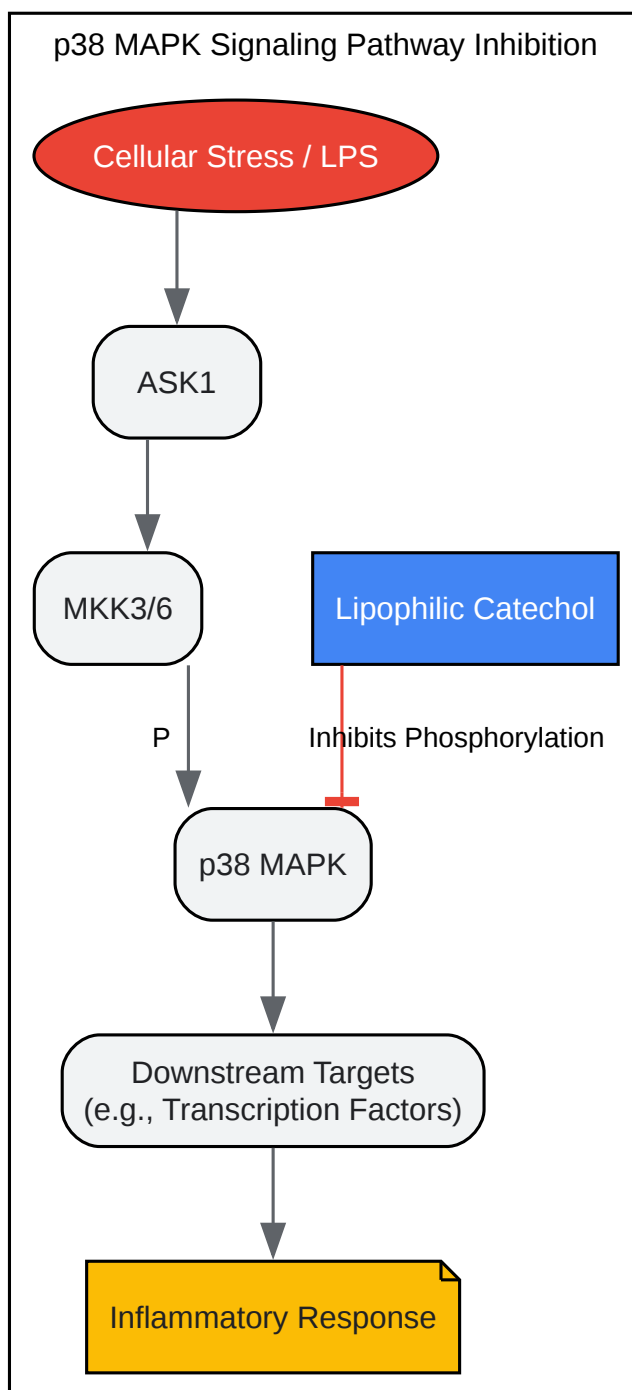 p38 MAPK Signaling Pathway Inhibition
Cellular Stress / LPS
ASK1
MKK3/6
Lipophilic Catechol
P
Inhibits Phosphorylation
p38 MAPK
Downstream Targets
(e.g., Transcription Factors)
Inflammatory Response